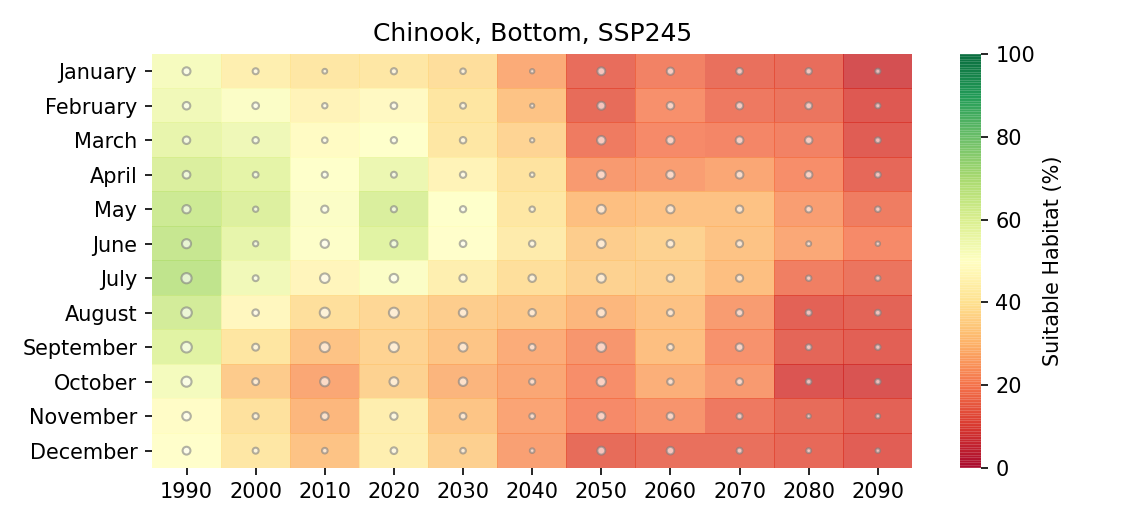 Chinook, Bottom, SSP245
January
February
March
April
May
June
July
August
September
October
November
December
1990 2000 2010 2020 2030 2040 2050 2060 2070 2080 2090
100
80
60
40
20
0
Suitable Habitat (%)